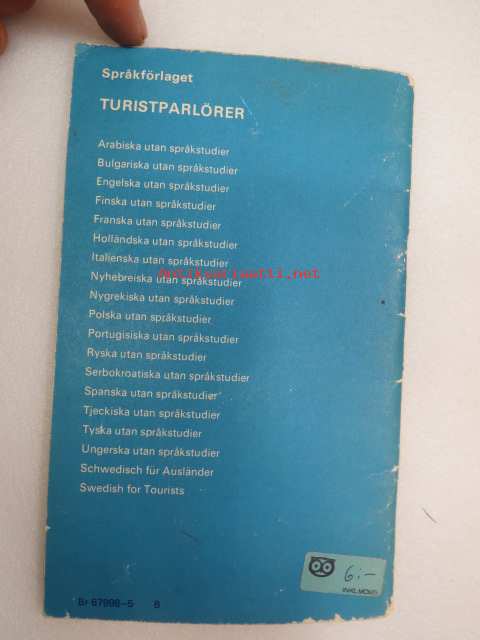 Språkförlaget
TURISTPARLÖRER
Arabiska utan språkstudier
Bulgariska utan språkstudier
Engelska utan språkstudier
Finska utan språkstudier
Franska utan språkstudier
Holländska utan språkstudier
Italienska utan språkstudier
Nyhebreiska utan språkstudier
Antikvariaatti.net
Nygrekiska utan språkstudier
Polska utan språkstudier
Portugisiska utan språkstudier
Ryska utan språkstudier
Serbokroatiska utan språkstudier
Spanska utan språkstudier
Tjeckiska utan språkstudier
Tyska utan språkstudier
Ungerska utan språkstudier
Schwedisch für Ausländer
Swedish for Tourists
6:-
INKL.MOMS
Br 67998-5 B